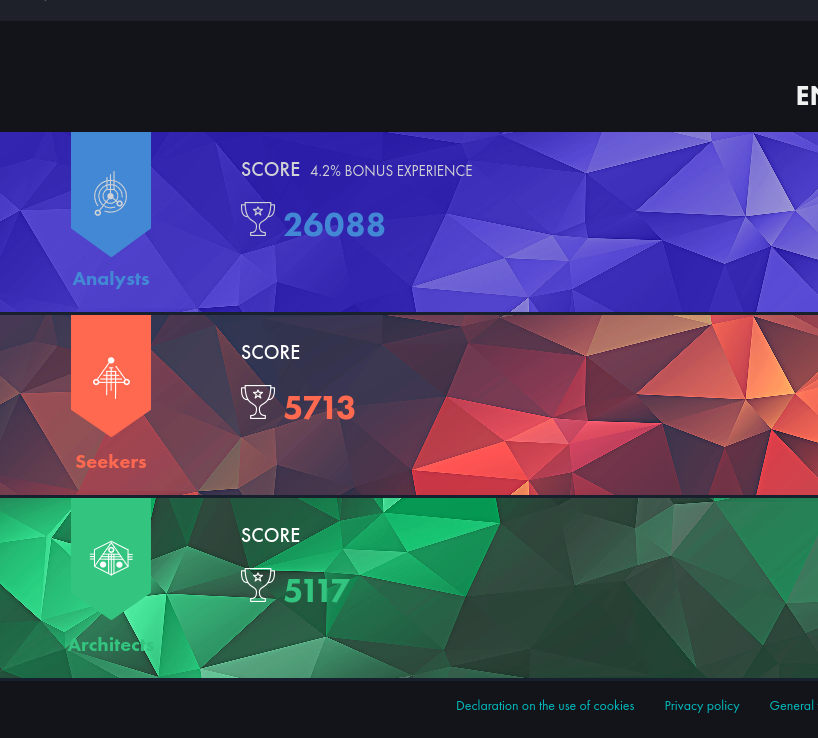 EN
SCORE 4.2% BONUS EXPERIENCE
26088
Analysts
SCORE
5713
Seekers
SCORE
5117
Architects
Declaration on the use of cookies Privacy policy General